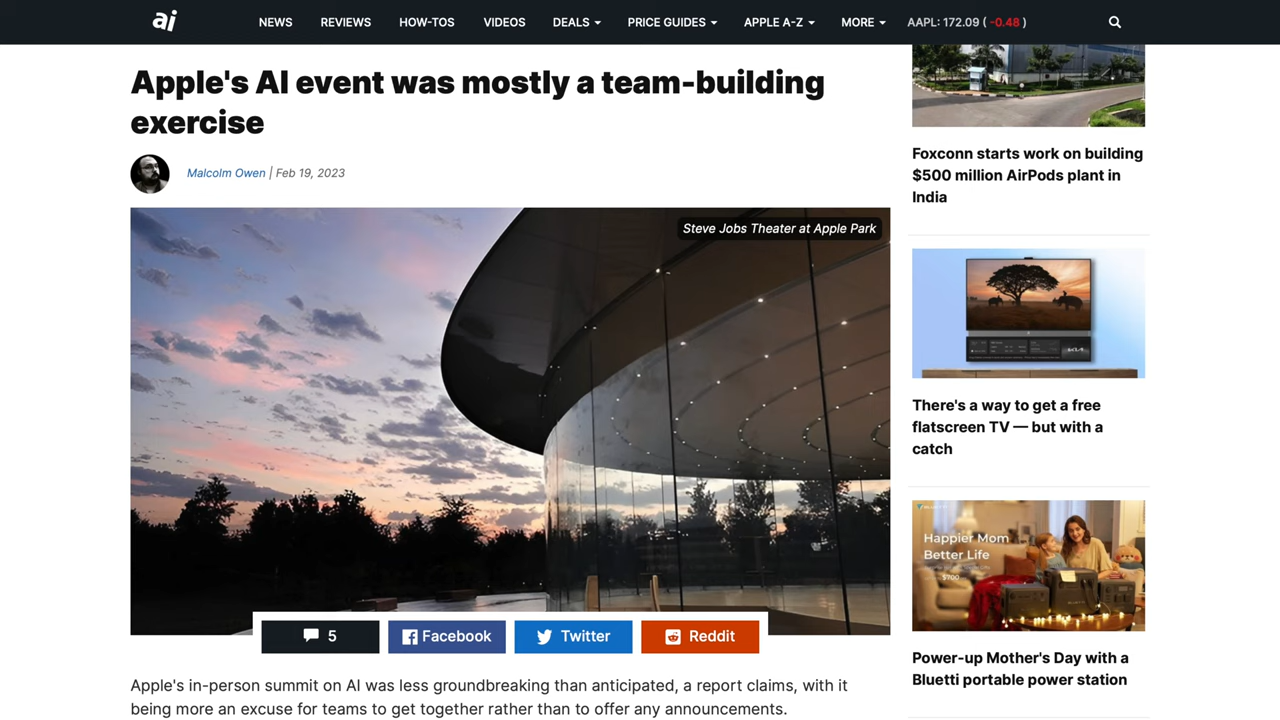 ai
NEWS REVIEWS HOW-TOS VIDEOS DEALS PRICE GUIDES APPLE A-Z MORE AAPL: 172.09 ( -0.48 )
Apple's AI event was mostly a team-building
exercise
Malcolm Owen | Feb 19, 2023
Steve Jobs Theater at Apple Park
5 Facebook Twitter Reddit
Apple's in-person summit on AI was less groundbreaking than anticipated, a report claims, with it
being more an excuse for teams to get together rather than to offer any announcements.
Foxconn starts work on building
$500 million AirPods plant in
India
There's a way to get a free
flatscreen TV — but with a
catch
Happier Mom
Better Life
$700
Power-up Mother's Day with a
Bluetti portable power station